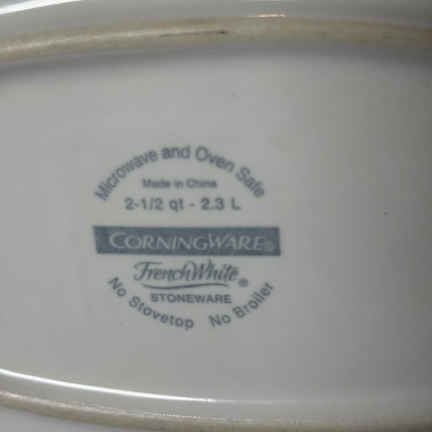 Microwave and Oven Safe
Made in China
2-1/2 qt - 2.3 L
CORNINGWARE®
FrenchWhite®
STONEWARE
No Stovetop No Broiler